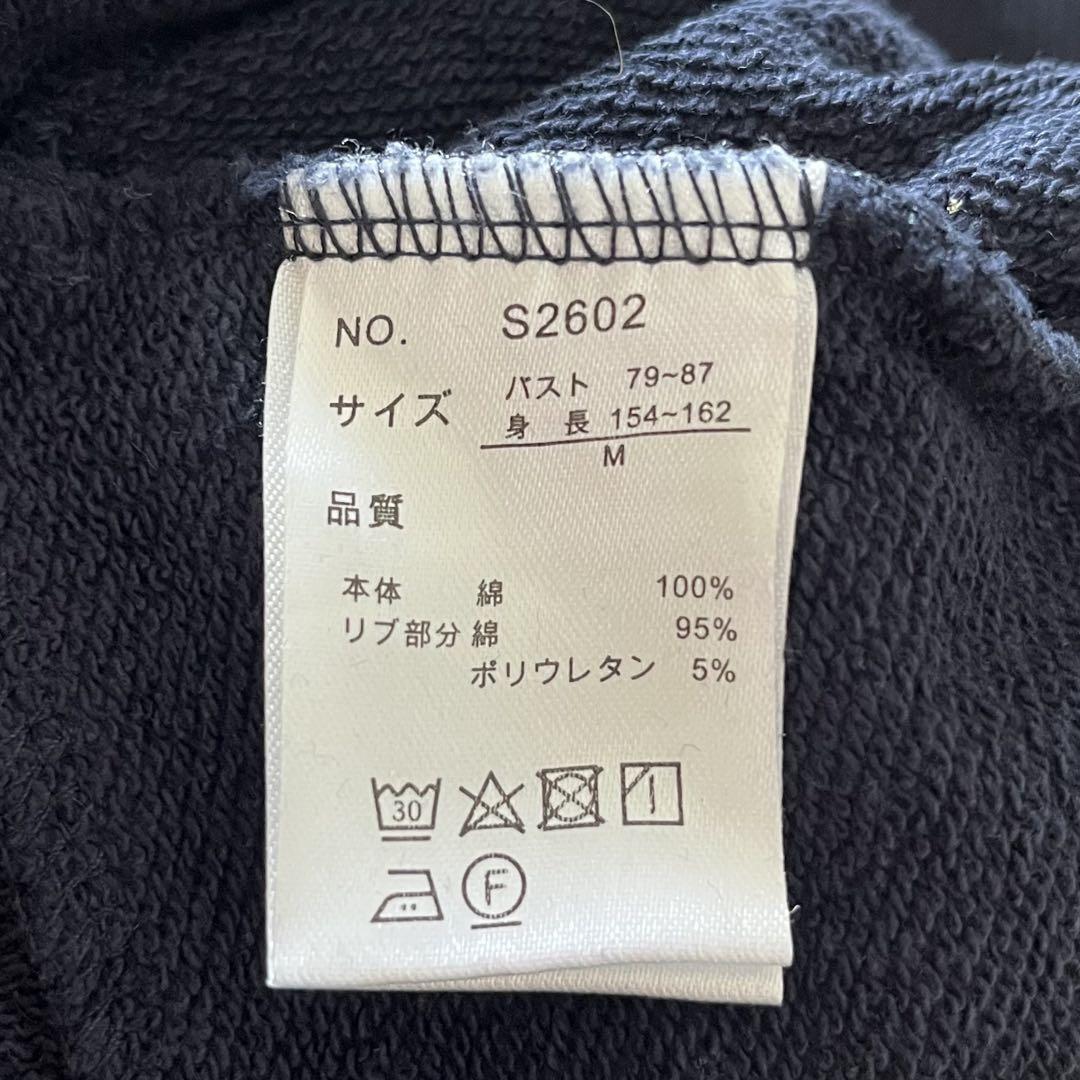 NO. S2602
サイズ バスト 79~87
身 長 154~162
M
品質
本体 綿 100%
リブ部分 綿 95%
ポリウレタン 5%
30
F